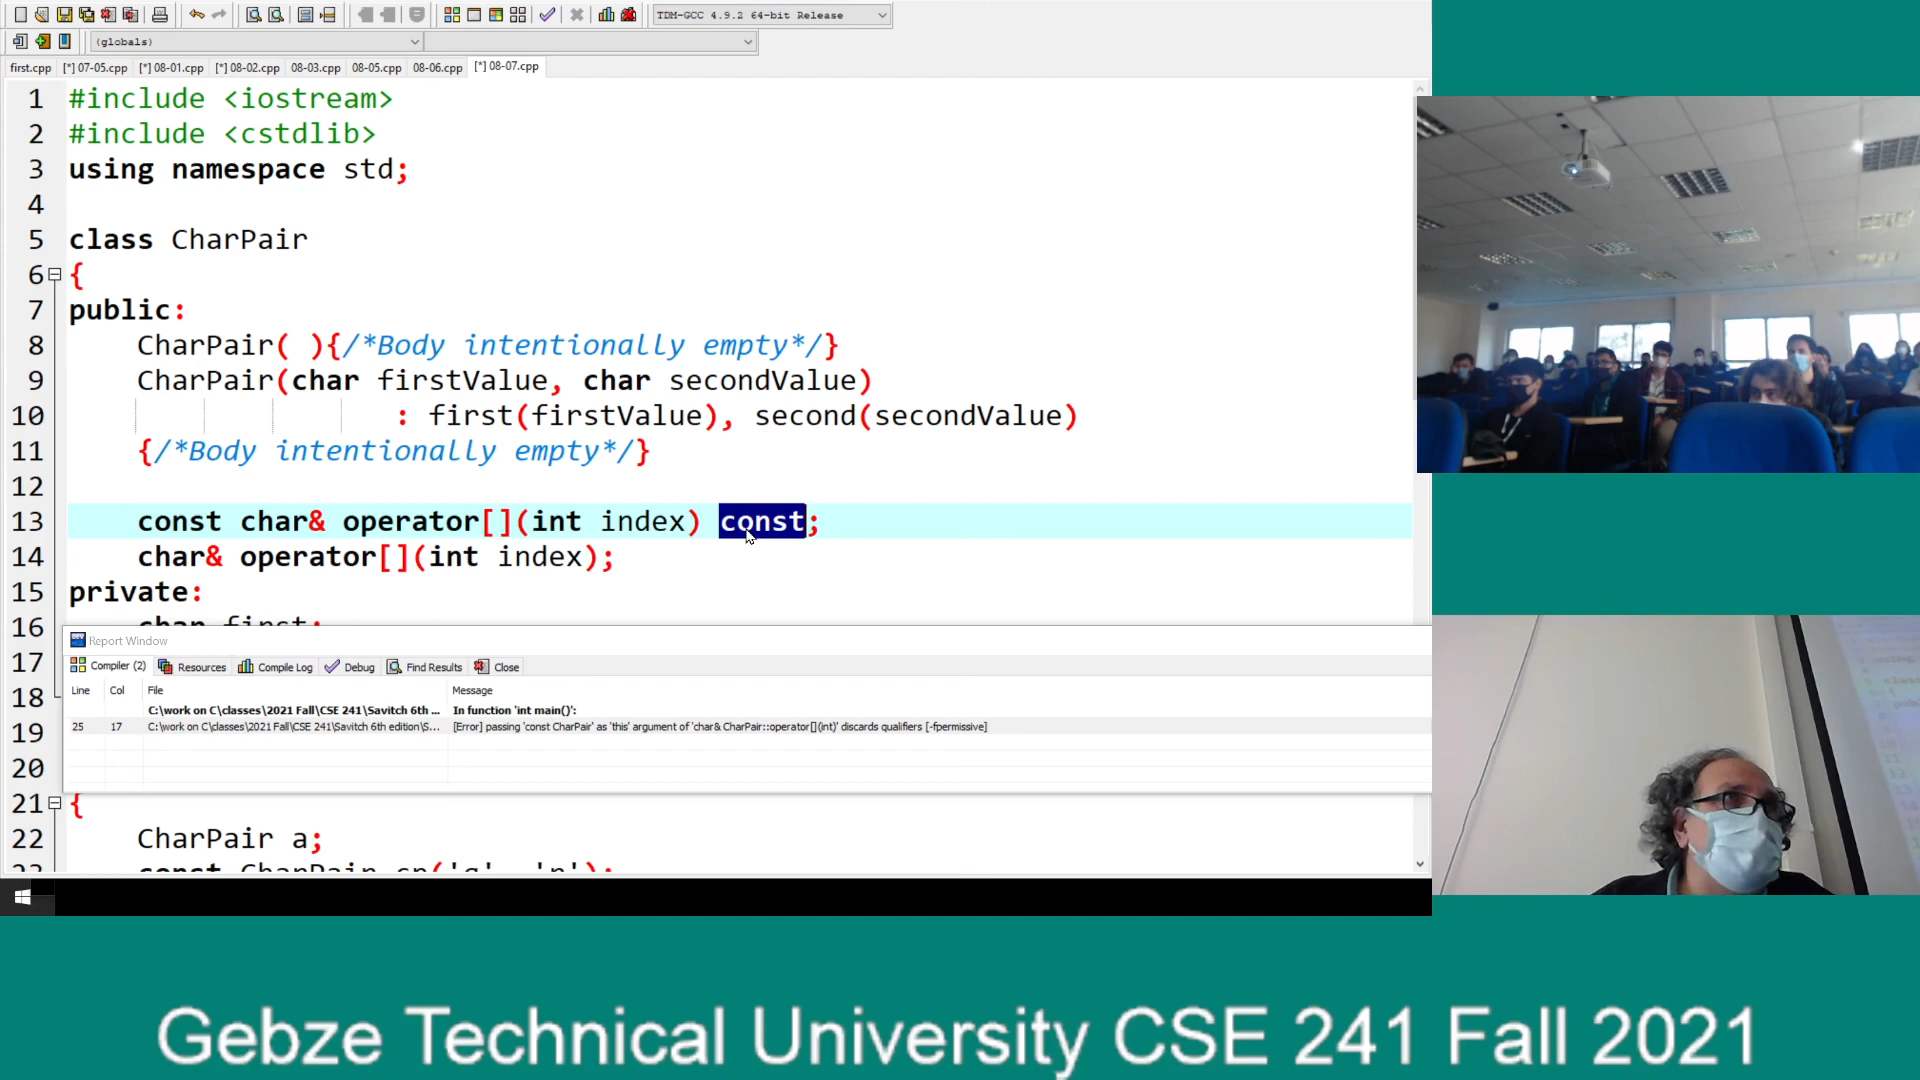 TDM-GCC 4.9.2 64-bit Release
(globals)
first.cpp [*] 07-05.cpp [*] 08-01.cpp [*] 08-02.cpp 08-03.cpp 08-05.cpp 08-06.cpp [*] 08-07.cpp
1 #include <iostream>
2 #include <cstdlib>
3 using namespace std;
4
5 class CharPair
6 {
7 public:
8 CharPair( ){/*Body intentionally empty*/}
9 CharPair(char firstValue, char secondValue)
10 : first(firstValue), second(secondValue)
11 {/*Body intentionally empty*/}
12
13 const char& operator[](int index) const;
14 char& operator[](int index);
15 private:
16 char first;
Report Window
17 Compiler (2) Resources Compile Log Debug Find Results Close
18 Line Col File Message
C:\work on C\classes\2021 Fall\CSE 241\Savitch 6th ... In function 'int main()':
19 25 17 C:\work on C\classes\2021 Fall\CSE 241\Savitch 6th edition\S... [Error] passing 'const CharPair' as 'this' argument of 'char& CharPair::operator[](int)' discards qualifiers [-fpermissive]
20
21 {
22 CharPair a;
23 const CharPair cp('q', 'n');
Gebze Technical University CSE 241 Fall 2021